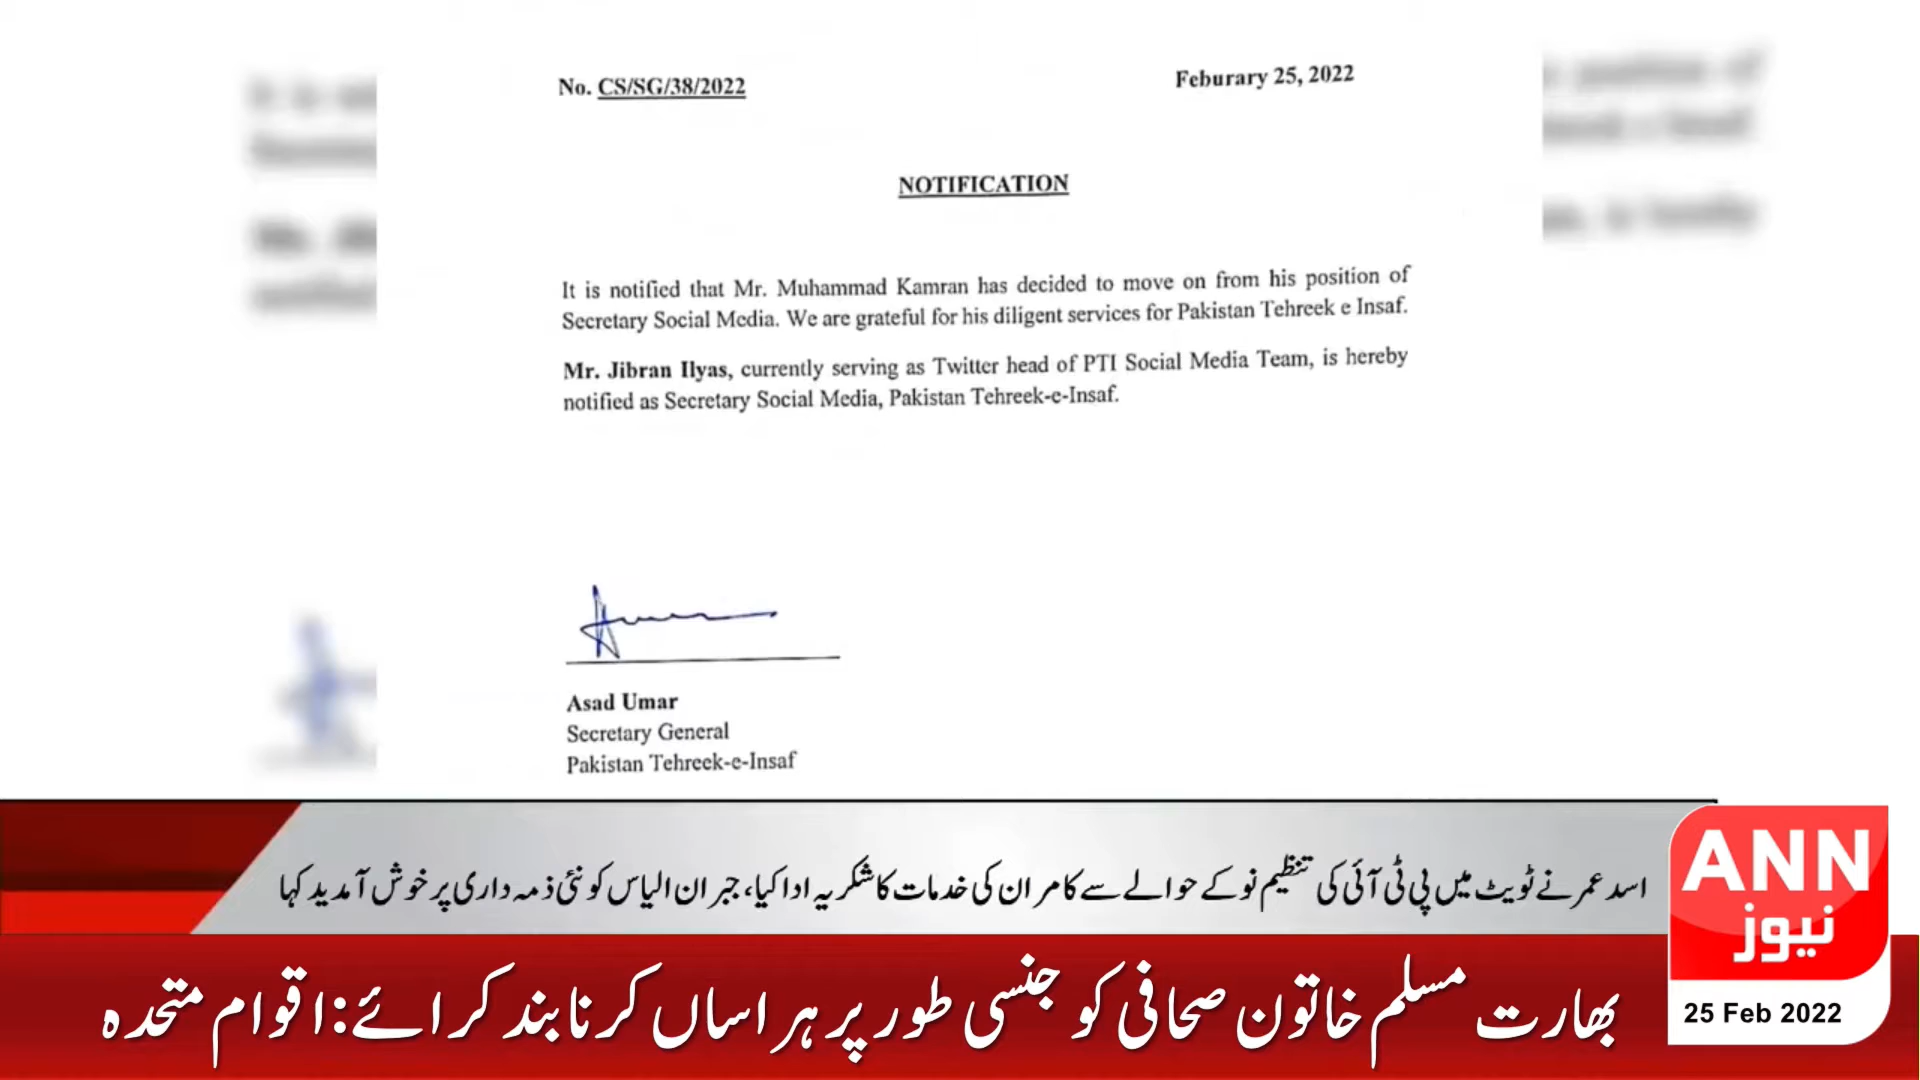 No. CS/SG/38/2022
Feburary 25, 2022
NOTIFICATION
It is notified that Mr. Muhammad Kamran has decided to move on from his position of
Secretary Social Media. We are grateful for his diligent services for Pakistan Tehreek e Insaf.
Mr. Jibran Ilyas, currently serving as Twitter head of PTI Social Media Team, is hereby
notified as Secretary Social Media, Pakistan Tehreek-e-Insaf.
Asad Umar
Secretary General
Pakistan Tehreek-e-Insaf
اسد عمر نے ٹویٹ میں پی ٹی آئی کی تنظیم نو کے حوالے سے کامران کی خدمات کا شکریہ ادا کیا، جبران الیاس کو نئی ذمہ داری پر خوش آمدید کہا
ANN
نیوز
بھارت مسلم خاتون صحافی کو جنسی طور پر ہراساں کرنا بند کرائے:اقوام متحدہ
25 Feb 2022